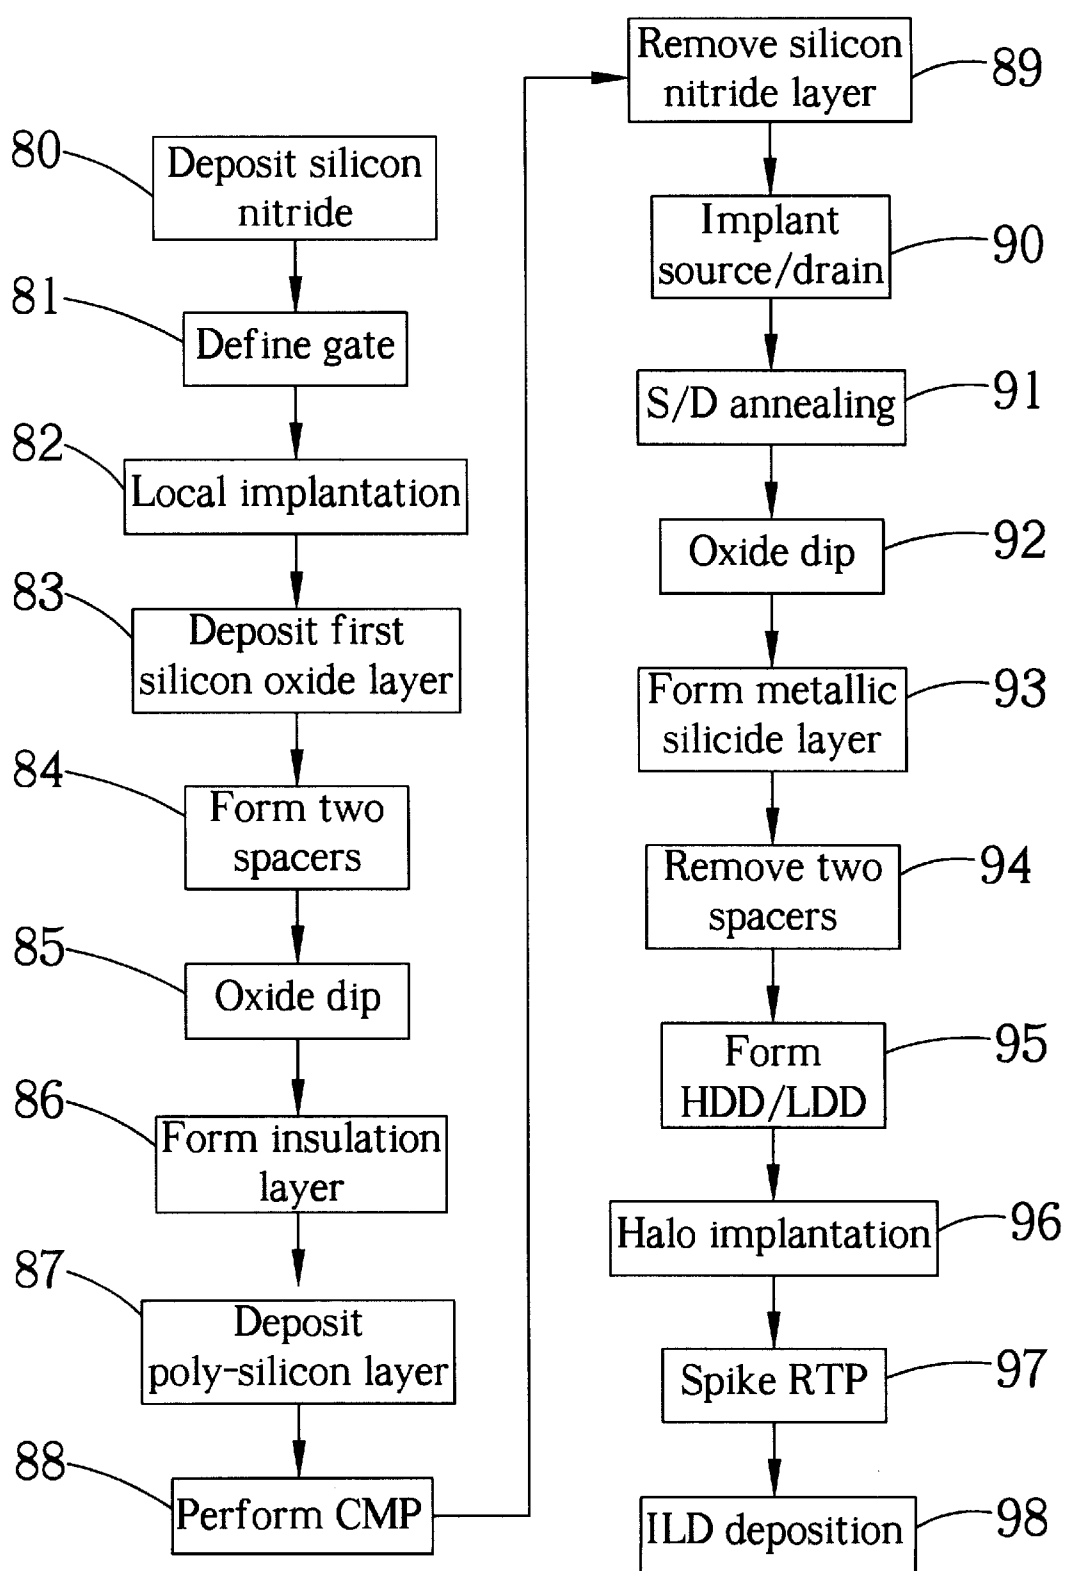 80
Deposit silicon
nitride
81
Define gate
82
Local implantation
83
Deposit first
silicon oxide layer
84
Form two
spacers
85
Oxide dip
86
Form insulation
layer
87
Deposit
poly-silicon layer
88
Perform CMP
Remove silicon
nitride layer
89
Implant
source/drain
90
S/D annealing
91
Oxide dip
92
Form metallic
silicide layer
93
Remove two
spacers
94
Form
HDD/LDD
95
Halo implantation
96
Spike RTP
97
ILD deposition
98